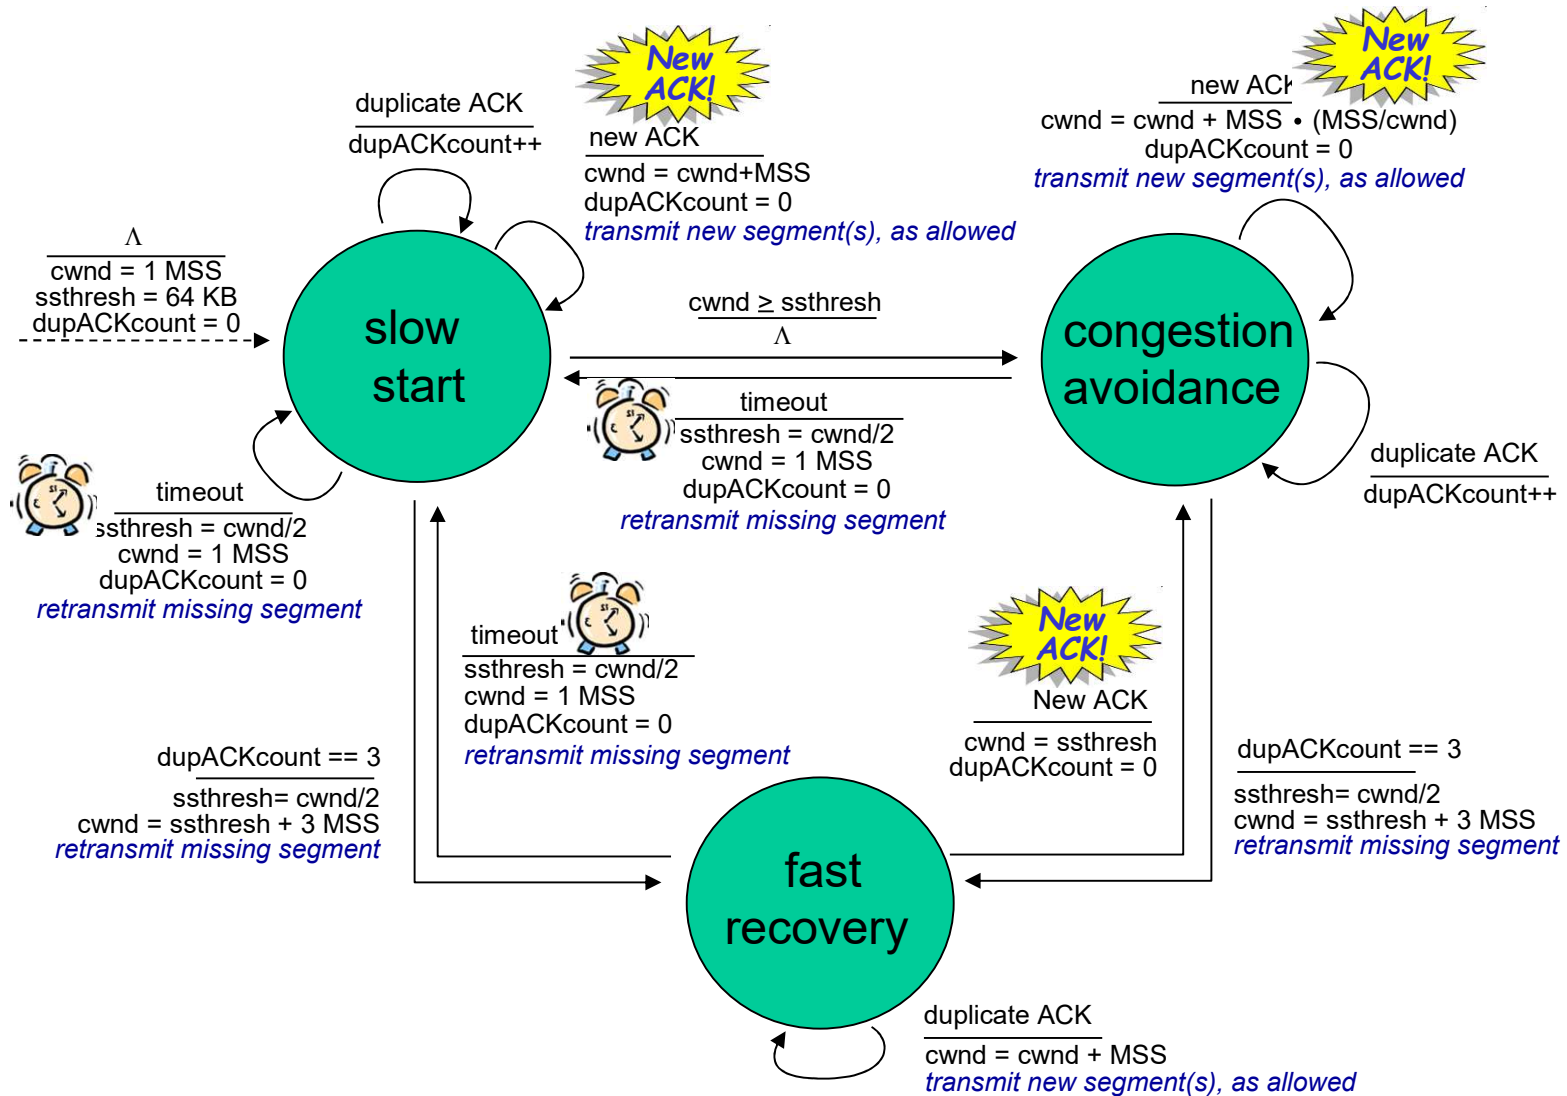 New
ACK!
duplicate ACK
dupACKcount++
new ACK
cwnd = cwnd+MSS
dupACKcount = 0
transmit new segment(s), as allowed
New
ACK!
new ACK
cwnd = cwnd + MSS • (MSS/cwnd)
dupACKcount = 0
transmit new segment(s), as allowed
Λ
cwnd = 1 MSS
ssthresh = 64 KB
dupACKcount = 0
slow
start
cwnd ≥ ssthresh
Λ
congestion
avoidance
timeout
ssthresh = cwnd/2
cwnd = 1 MSS
dupACKcount = 0
retransmit missing segment
duplicate ACK
dupACKcount++
timeout
ssthresh = cwnd/2
cwnd = 1 MSS
dupACKcount = 0
retransmit missing segment
timeout
ssthresh = cwnd/2
cwnd = 1 MSS
dupACKcount = 0
retransmit missing segment
New
ACK!
New ACK
cwnd = ssthresh
dupACKcount = 0
dupACKcount == 3
ssthresh= cwnd/2
cwnd = ssthresh + 3 MSS
retransmit missing segment
dupACKcount == 3
ssthresh= cwnd/2
cwnd = ssthresh + 3 MSS
retransmit missing segment
fast
recovery
duplicate ACK
cwnd = cwnd + MSS
transmit new segment(s), as allowed